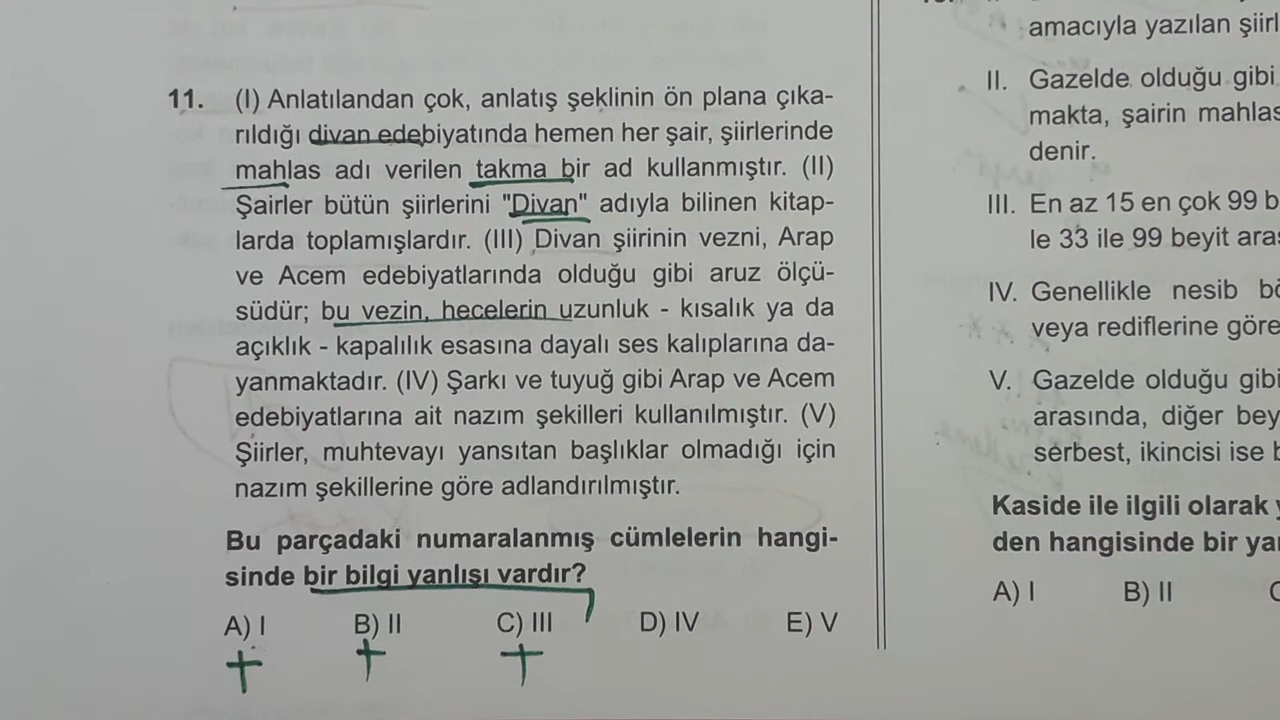 11. (I) Anlatılandan çok, anlatış şeklinin ön plana çıka-
rıldığı divan edebiyatında hemen her şair, şiirlerinde
mahlas adı verilen takma bir ad kullanmıştır. (II)
Şairler bütün şiirlerini "Divan" adıyla bilinen kitap-
larda toplamışlardır. (III) Divan şiirinin vezni, Arap
ve Acem edebiyatlarında olduğu gibi aruz ölçü-
südür; bu vezin, hecelerin uzunluk - kısalık ya da
açıklık - kapalılık esasına dayalı ses kalıplarına da-
yanmaktadır. (IV) Şarkı ve tuyuğ gibi Arap ve Acem
edebiyatlarına ait nazım şekilleri kullanılmıştır. (V)
Şiirler, muhtevayı yansıtan başlıklar olmadığı için
nazım şekillerine göre adlandırılmıştır.
Bu parçadaki numaralanmış cümlelerin hangi-
sinde bir bilgi yanlışı vardır?
A) I B) II C) III D) IV E) V
amacıyla yazılan şiirl
II. Gazelde olduğu gibi
makta, şairin mahlas
denir.
III. En az 15 en çok 99 b
le 33 ile 99 beyit aras
IV. Genellikle nesib bö
veya rediflerine göre
V. Gazelde olduğu gibi
arasında, diğer bey
serbest, ikincisi ise b
Kaside ile ilgili olarak y
den hangisinde bir ya
A) I B) II